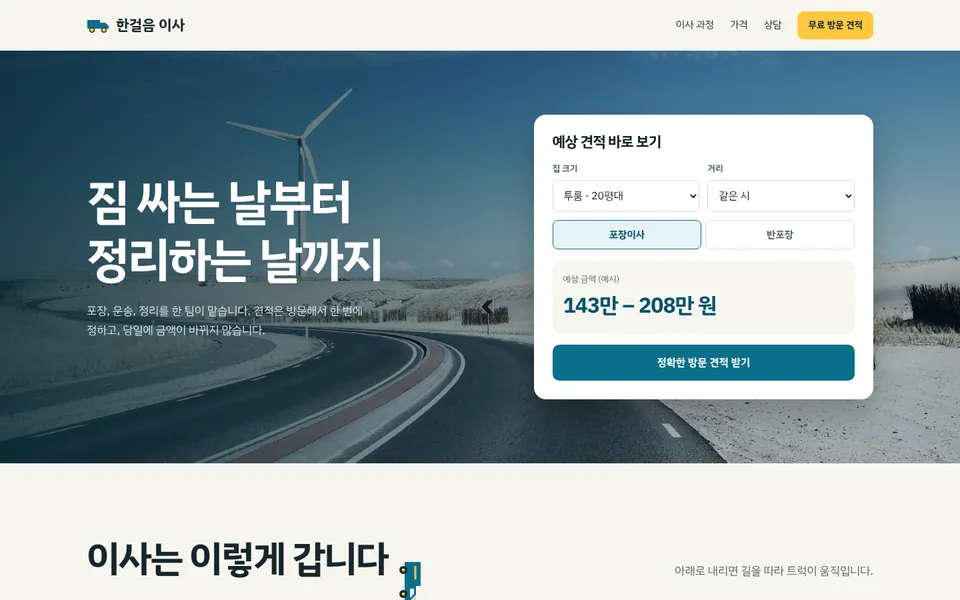 한걸음 이사
이사 과정
가격
상담
무료 방문 견적
짐 싸는 날부터
정리하는 날까지
포장, 운송, 정리를 한 팀이 맡습니다. 견적은 방문해서 한 번에
정하고, 당일에 금액이 바뀌지 않습니다.
예상 견적 바로 보기
집 크기
거리
투룸 · 20평대
같은 시
포장이사
반포장
예상 금액 (예시)
143만 – 208만 원
정확한 방문 견적 받기
이사는 이렇게 갑니다
아래로 내리면 길을 따라 트럭이 움직입니다.